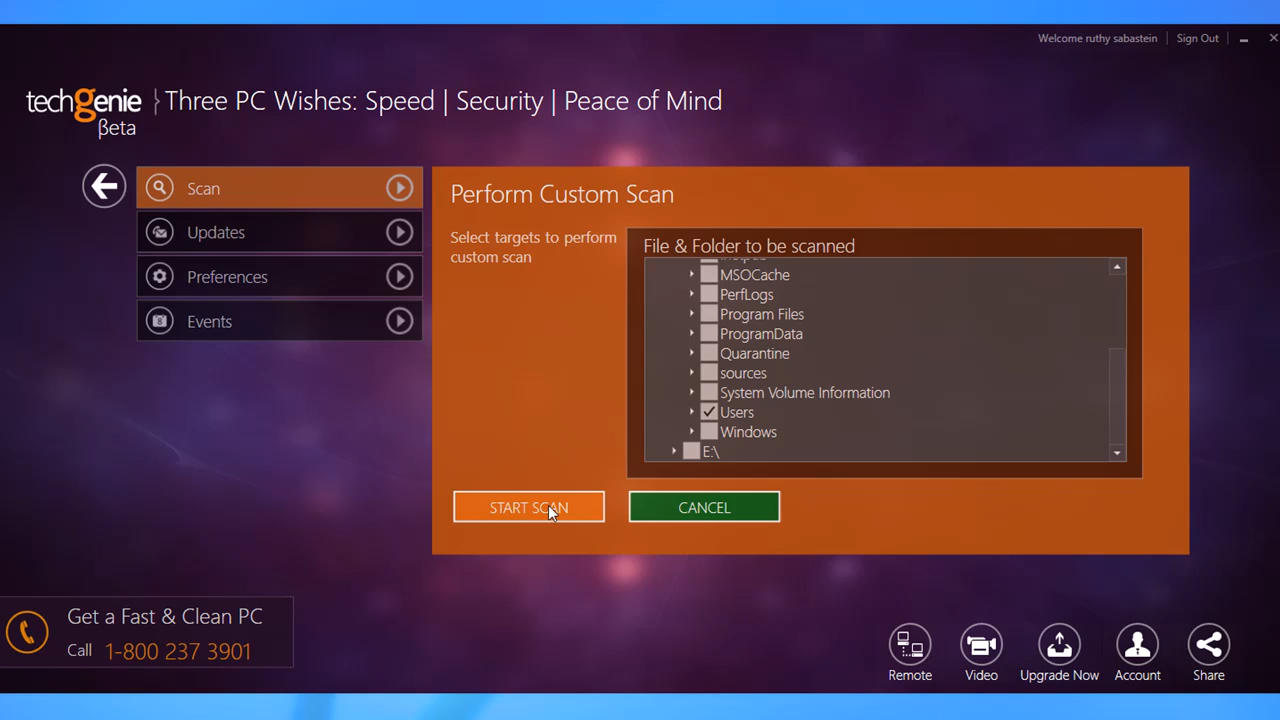 Welcome ruthy sabastein
Sign Out
techgenie
βeta
Three PC Wishes: Speed | Security | Peace of Mind
Scan
Updates
Preferences
Events
Perform Custom Scan
Select targets to perform
custom scan
File & Folder to be scanned
MSOCache
PerfLogs
Program Files
ProgramData
Quarantine
sources
System Volume Information
Users
Windows
E:\
START SCAN
CANCEL
Get a Fast & Clean PC
Call 1-800 237 3901
Remote
Video
Upgrade Now
Account
Share